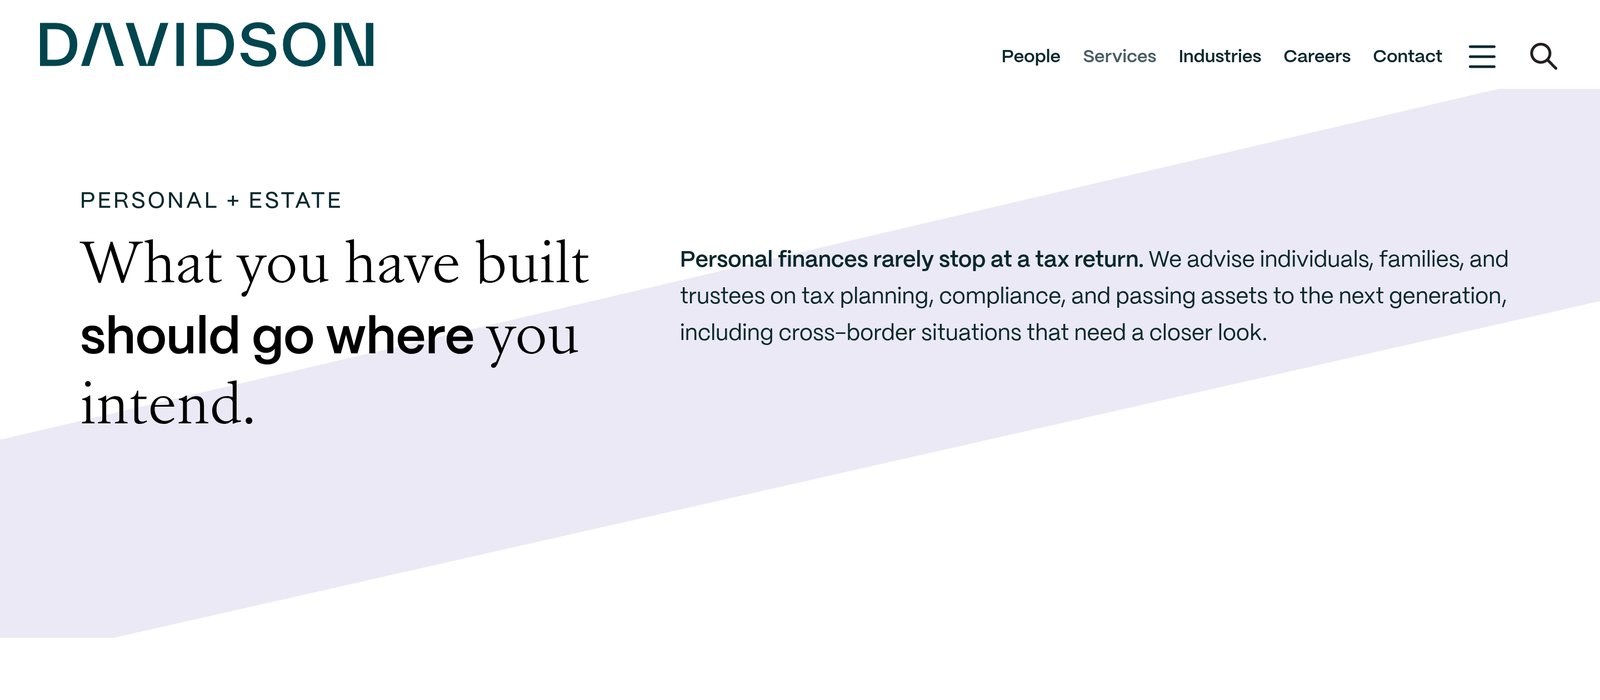 DAVIDSON
People Services Industries Careers Contact
PERSONAL + ESTATE
What you have built
should go where you
intend.
Personal finances rarely stop at a tax return. We advise individuals, families, and
trustees on tax planning, compliance, and passing assets to the next generation,
including cross-border situations that need a closer look.